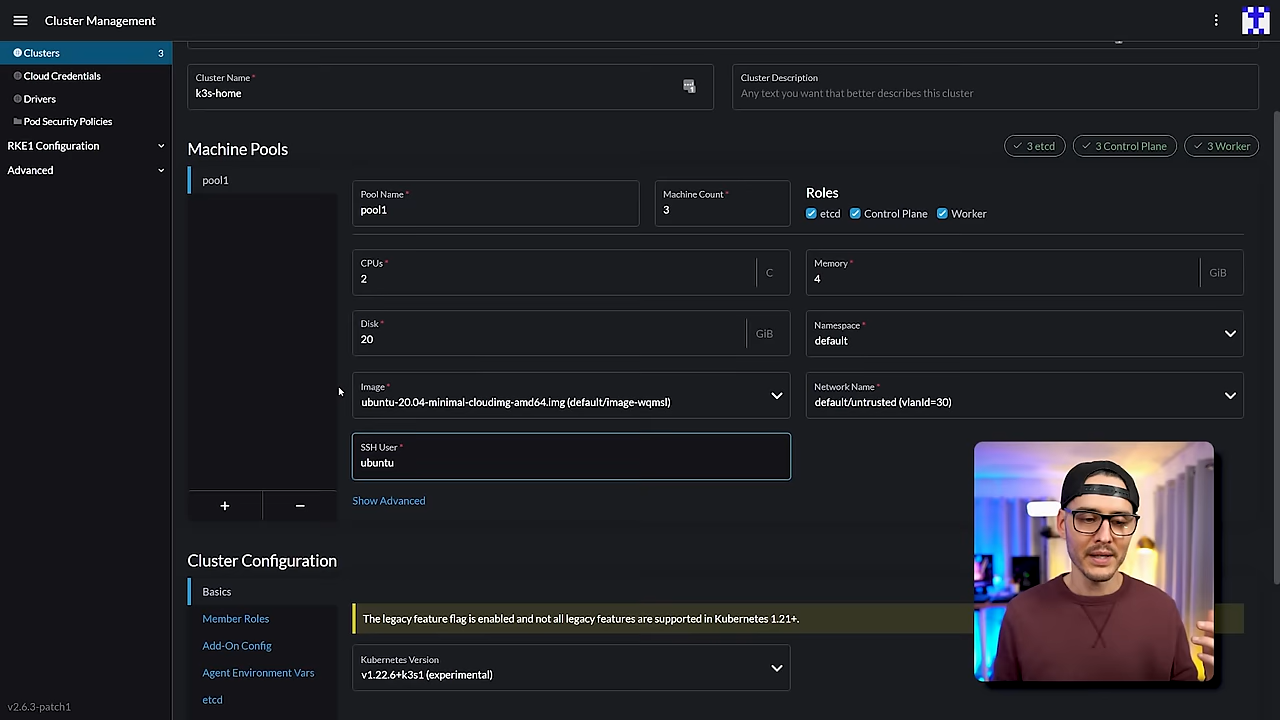 Cluster Management
Clusters 3
Cloud Credentials
Drivers
Pod Security Policies
RKE1 Configuration
Advanced
v2.6.3-patch1
Cluster Name *
k3s-home
Cluster Description
Any text you want that better describes this cluster
Machine Pools
3 etcd
3 Control Plane
3 Worker
pool1
Pool Name *
pool1
Machine Count *
3
Roles
etcd
Control Plane
Worker
CPUs *
2
C
Memory *
4
GiB
Disk *
20
GiB
Namespace *
default
Image *
ubuntu-20.04-minimal-cloudimg-amd64.img (default/image-wqmsl)
Network Name *
default/untrusted (vlanId=30)
SSH User *
ubuntu
Show Advanced
+
-
Cluster Configuration
Basics
Member Roles
Add-On Config
Agent Environment Vars
etcd
The legacy feature flag is enabled and not all legacy features are supported in Kubernetes 1.21+.
Kubernetes Version
v1.22.6+k3s1 (experimental)